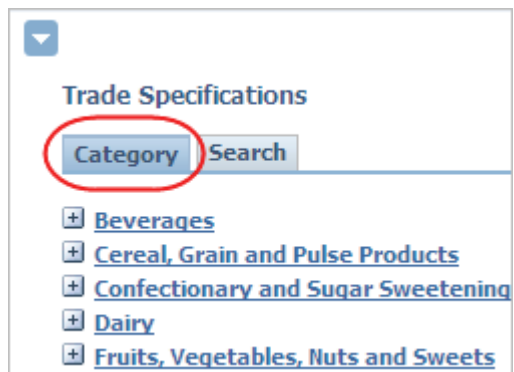 Trade Specifications
Category Search
Beverages
Cereal, Grain and Pulse Products
Confectionary and Sugar Sweetening
Dairy
Fruits, Vegetables, Nuts and Sweets